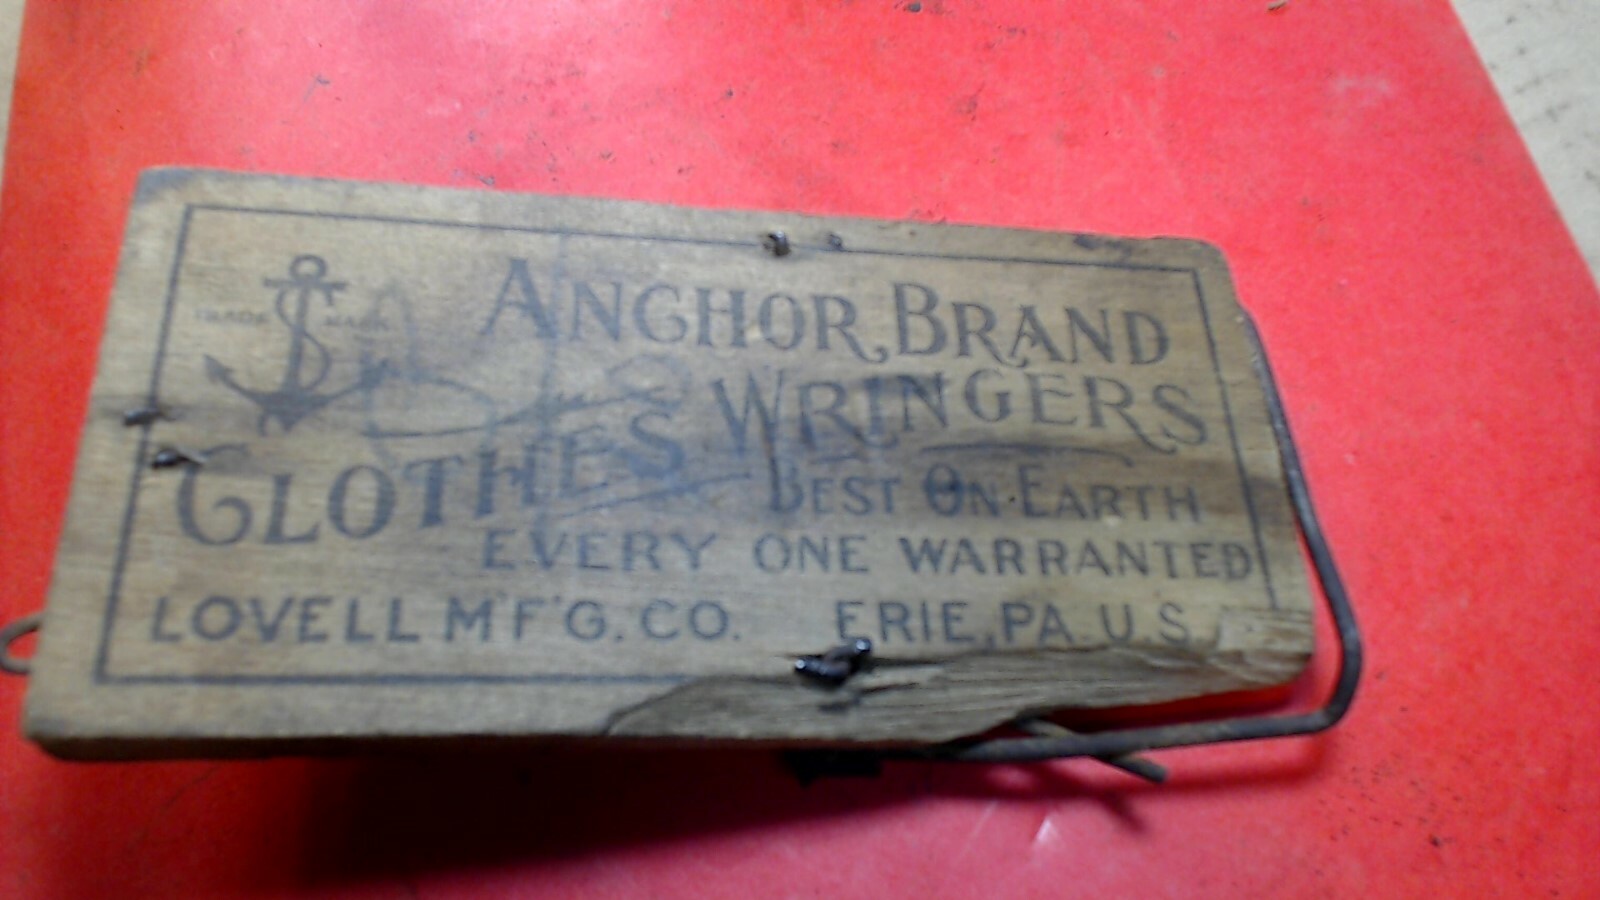 TRADE MARK
ANCHOR BRAND
CLOTHES WRINGERS
BEST ON EARTH
EVERY ONE WARRANTED
LOVELL M'F'G. CO. ERIE, PA. U.S.